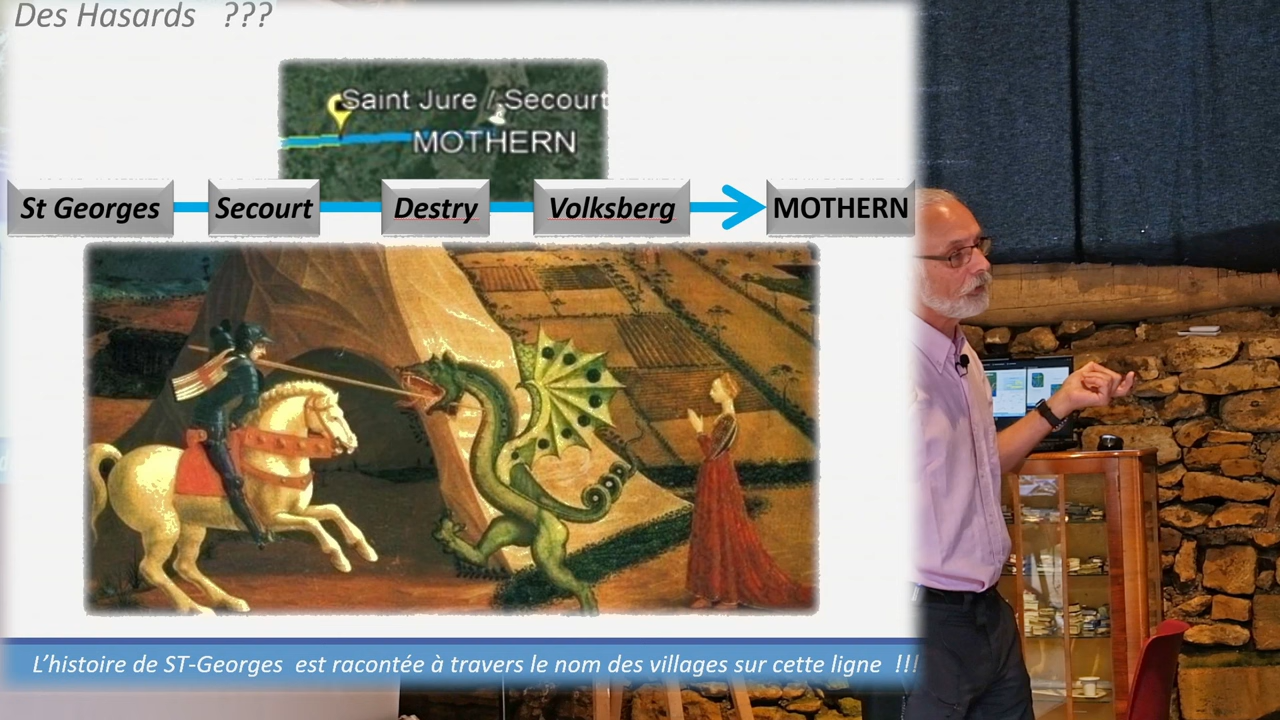 Des Hasards ???
Saint Jure / Secourt
MOTHERN
St Georges Secourt Destry Volksberg MOTHERN
L'histoire de ST-Georges est racontée à travers le nom des villages sur cette ligne !!!